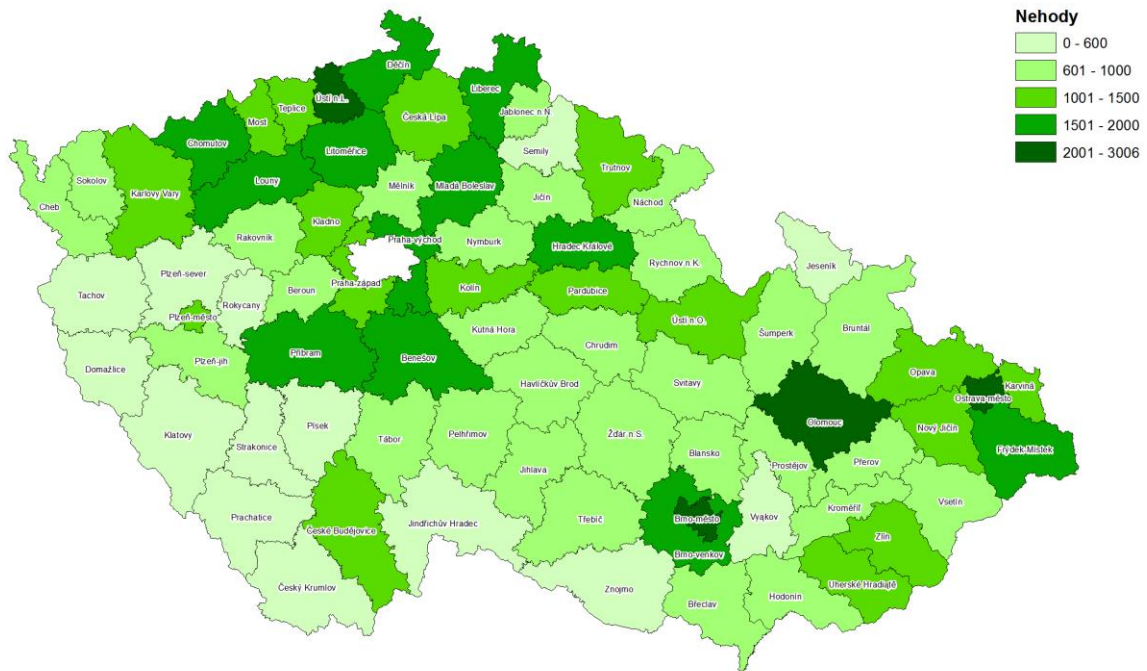 Nehody
0 - 600
601 - 1000
1001 - 1500
1501 - 2000
2001 - 3006
Děčín
Liberec
Ústí n.L.
Teplice
Most
Česká Lípa
Jablonec n.N.
Chomutov
Litoměřice
Semily
Trutnov
Sokolov
Karlovy Vary
Louny
Mělník
Mladá Boleslav
Jičín
Náchod
Cheb
Kladno
Rakovník
Praha-východ
Nymburk
Hradec Králové
Rychnov n.K.
Jeseník
Plzeň-sever
Praha-západ
Beroun
Kolín
Pardubice
Tachov
Rokycany
Plzeň-město
Ústí n.O.
Šumperk
Bruntál
Kutná Hora
Chrudim
Příbram
Benešov
Plzeň-jih
Domažlice
Havlíčkův Brod
Svitavy
Opava
Karviná
Ostrava-město
Olomouc
Nový Jičín
Klatovy
Písek
Strakonice
Tábor
Pelhřimov
Žďár n.S.
Blansko
Frýdek-Místek
Jihlava
Prostějov
Přerov
Vsetín
Prachatice
České Budějovice
Jindřichův Hradec
Třebíč
Brno-město
Vyškov
Kroměříž
Zlín
Brno-venkov
Český Krumlov
Znojmo
Břeclav
Hodonín
Uherské Hradiště